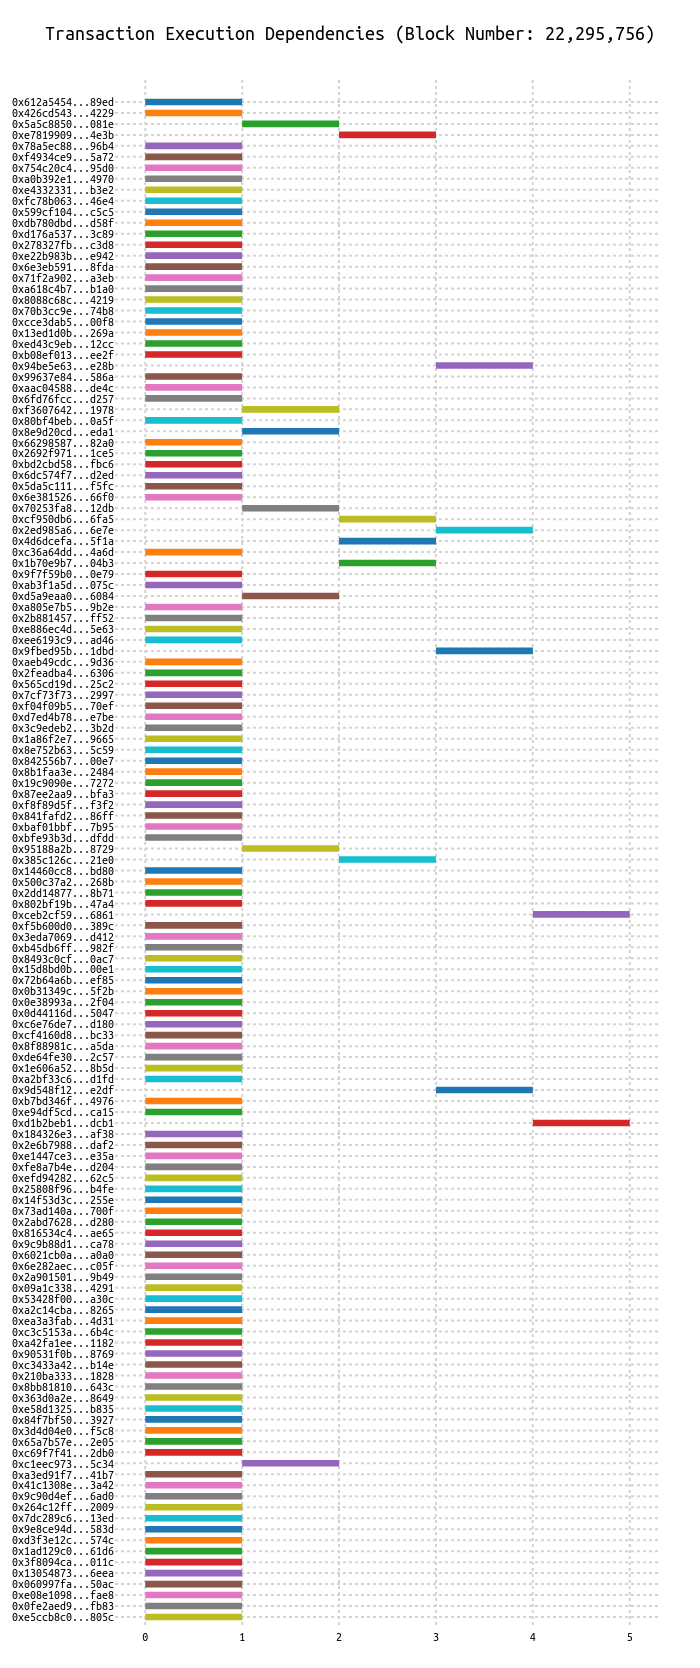 Transaction Execution Dependencies (Block Number: 22,295,756)
0x612a5454...89ed
0x426cd543...4229
0x5a5c8850...081e
0xe7819909...4e3b
0x78a5ec88...96b4
0xf4934ce9...5a72
0x754c20c4...95d0
0xa0b392e1...4970
0xe4332331...b3e2
0xfc78b063...46e4
0x599cf104...c5c5
0xdb780dbd...d58f
0xd176a537...3c89
0x278327fb...c3d8
0xe22b983b...e942
0x6e3eb591...8fda
0x71f2a902...a3eb
0xa618c4b7...b1a0
0x8088c68c...4219
0x70b3cc9e...74b8
0xcce3dab5...00f8
0x13ed1d0b...269a
0xed43c9eb...12cc
0xb08ef013...ee2f
0x94be5e63...e28b
0x99637e84...586a
0xaac04588...de4c
0x6fd76fcc...d257
0xf3607642...1978
0x80bf4beb...0a5f
0x8e9d20cd...eda1
0x66298587...82a0
0x2692f971...1ce5
0xbd2cbd58...fbc6
0x6dc574f7...d2ed
0x5da5c111...f5fc
0x6e381526...66f0
0x70253fa8...12db
0xcf950db6...6fa5
0x2ed985a6...6e7e
0x4d6dcefa...5f1a
0xc36a64dd...4a6d
0x1b70e9b7...04b3
0x9f7f59b0...0e79
0xab3f1a5d...075c
0xd5a9eaa0...6084
0xa805e7b5...9b2e
0x2b881457...ff52
0xe886ec4d...5e63
0xee6193c9...ad46
0x9fbed95b...1dbd
0xaeb49cdc...9d36
0x2feadba4...6306
0x565cd19d...25c2
0x7cf73f73...2997
0xf04f09b5...70ef
0xd7ed4b78...e7be
0x3c9edeb2...3b2d
0x1a86f2e7...9665
0x8e752b63...5c59
0x842556b7...00e7
0x8b1faa3e...2484
0x19c9090e...7272
0x87ee2aa9...bfa3
0xf8f89d5f...f3f2
0x841fafd2...86ff
0xbaf01bbf...7b95
0xbfe93b3d...dfdd
0x95188a2b...8729
0x385c126c...21e0
0x14460cc8...bd80
0x500c37a2...268b
0x2dd14877...8b71
0x802bf19b...47a4
0xceb2cf59...6861
0xf5b600d0...389c
0x3eda7069...d412
0xb45db6ff...982f
0x8493c0cf...0ac7
0x15d8bd0b...00e1
0x72b64a6b...ef85
0x0b31349c...5f2b
0x0e38993a...2f04
0x0d44116d...5047
0xc6e76de7...d180
0xcf4160d8...bc33
0x8f88981c...a5da
0xde64fe30...2c57
0x1e606a52...8b5d
0xa2bf33c6...d1fd
0x9d548f12...e2df
0xb7bd346f...4976
0xe94df5cd...ca15
0xd1b2beb1...dcb1
0x184326e3...af38
0x2e6b7988...daf2
0xe1447ce3...e35a
0xfe8a7b4e...d204
0xefd94282...62c5
0x25808f96...b4fe
0x14f53d3c...255e
0x73ad140a...700f
0x2abd7628...d280
0x816534c4...ae65
0x9c9b88d1...ca78
0x6021cb0a...a0a0
0x6e282aec...c05f
0x2a901501...9b49
0x09a1c338...4291
0x53428f00...a30c
0xa2c14cba...8265
0xea3a3fab...4d31
0xc3c5153a...6b4c
0xa42fa1ee...1182
0x90531f0b...8769
0xc3433a42...b14e
0x210ba333...1828
0x8bb81810...643c
0x363d0a2e...8649
0xe58d1325...b835
0x84f7bf50...3927
0x3d4d04e0...f5c8
0x65a7b57e...2e05
0xc69f7f41...2db0
0xc1eec973...5c34
0xa3ed91f7...41b7
0x41c1308e...3a42
0x9c90d4ef...6ad0
0x264c12ff...2009
0x7dc289c6...13ed
0x9e8ce94d...583d
0xd3f3e12c...574c
0x1ad129c0...61d6
0x3f8094ca...011c
0x13054873...6eea
0x060997fa...50ac
0xe08e1098...fae8
0x0fe2aed9...fb83
0xe5ccb8c0...805c
0 1 2 3 4 5